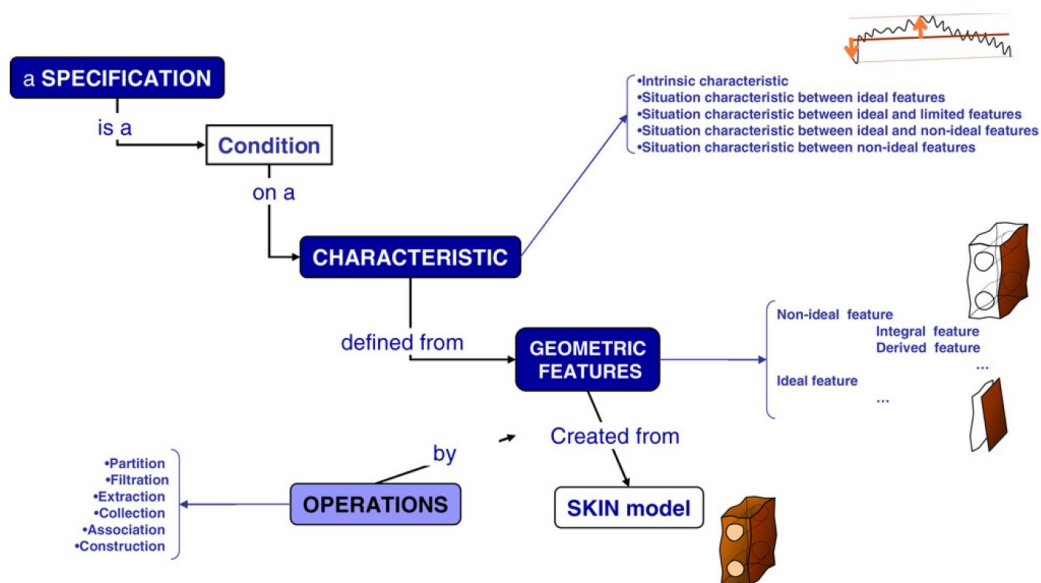 a SPECIFICATION
is a
Condition
on a
CHARACTERISTIC
•Intrinsic characteristic
•Situation characteristic between ideal features
•Situation characteristic between ideal and limited features
•Situation characteristic between ideal and non-ideal features
•Situation characteristic between non-ideal features
defined from
GEOMETRIC
FEATURES
Non-ideal feature
Integral feature
Derived feature
...
Ideal feature
...
Created from
SKIN model
by
OPERATIONS
•Partition
•Filtration
•Extraction
•Collection
•Association
•Construction